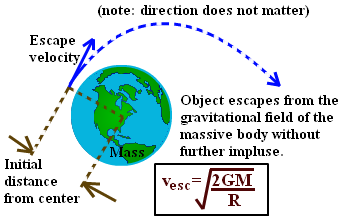 (note: direction does not matter)
Escape
velocity
Object escapes from the
gravitational field of the
massive body without
further impluse.
Mass
Initial
distance
from center
v_esc=√(2GM/R)